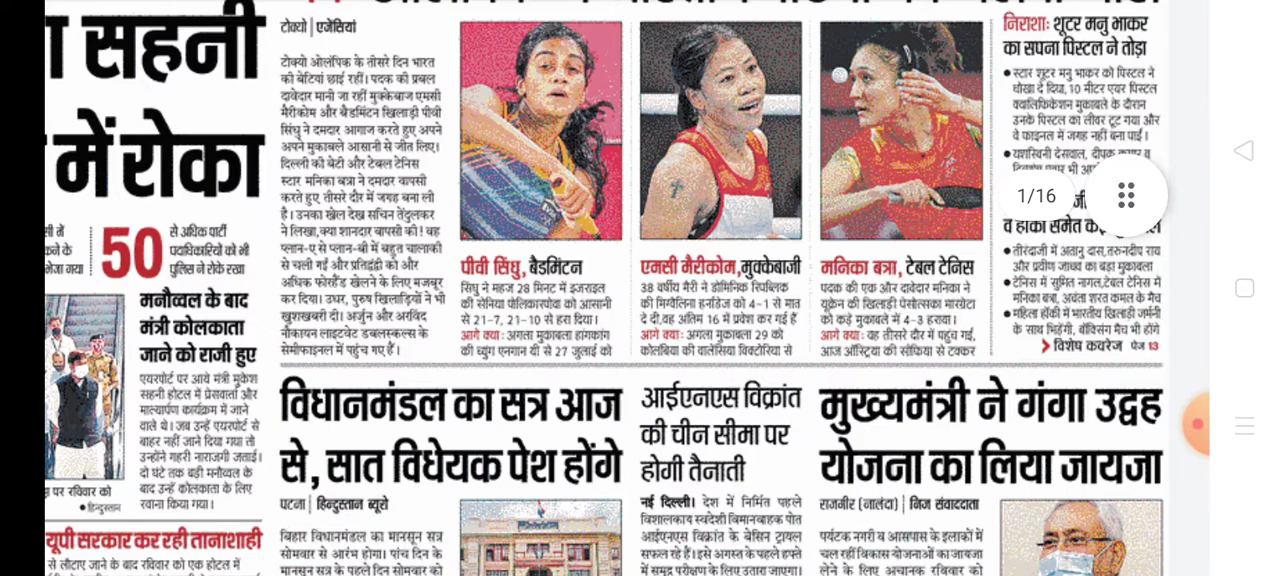 सहनी
में रोका
50
से अधिक पार्टी
पदाधिकारियों को भी
पुलिस ने रोके रखा
मनौव्वल के बाद
मंत्री कोलकाता
जाने को राजी हुए
एयरपोर्ट पर आये मंत्री मुकेश
सहनी होटल में प्रेसवार्ता और
माल्यार्पण कार्यक्रम में जाने
वाले थे। जब उन्हें एयरपोर्ट से
बाहर नहीं जाने दिया गया तो
उन्होंने गहरी नाराजगी जताई।
दो घंटे तक बड़ी मनौव्वल के
बाद उन्हें कोलकाता के लिए
रवाना किया गया।
पर रविवार को
● हिन्दुस्तान
यूपी सरकार कर रही तानाशाही
से लौटाए जाने के बाद रविवार को एक होटल में
टोक्यो | एजेंसियां
टोक्यो ओलंपिक के तीसरे दिन भारत
की बेटियां छाई रहीं। पदक की प्रबल
दावेदार मानी जा रहीं मुक्केबाज एमसी
मैरीकोम और बैडमिंटन खिलाड़ी पीवी
सिंधु ने दमदार आगाज करते हुए अपने
अपने मुकाबले आसानी से जीत लिए।
दिल्ली की बेटी और टेबल टेनिस
स्टार मनिका बत्रा ने दमदार वापसी
करते हुए तीसरे दौर में जगह बना ली
है। उनका खेल देख सचिन तेंदुलकर
ने लिखा,क्या शानदार वापसी की! वह
प्लान-ए से प्लान-बी में बहुत चालाकी
से चली गईं और प्रतिद्वंद्वी को और
अधिक फोरहैंड खेलने के लिए मजबूर
कर दिया। उधर, पुरुष खिलाड़ियों ने भी
खुशखबरी दी। अर्जुन और अरविंद
नौकायन लाइटवेट डबलस्कल्स के
सेमीफाइनल में पहुंच गए हैं।
पीवी सिंधु, बैडमिंटन
सिंधु ने महज 28 मिनट में इजराइल
की सेनिया पोलिकारपोवा को आसानी
से 21-7, 21-10 से हरा दिया।
आगे क्या: अगला मुकाबला हांगकांग
की च्युंग एनगान यी से 27 जुलाई को
एमसी मैरीकोम,मुक्केबाजी
38 वर्षीय मैरी ने डोमिनिक रिपब्लिक
की मिग्वेलिना हर्नांडेज को 4-1 से मात
दे दी,वह अंतिम 16 में प्रवेश कर गई हैं
आगे क्या: अगला मुकाबला 29 को
कोलंबिया की वालेंसिया विक्टोरिया से
मनिका बत्रा, टेबल टेनिस
पदक की एक और दावेदार मनिका ने
यूक्रेन की खिलाड़ी पेसोत्सका मारग्रेटा
को कड़े मुकाबले में 4-3 हराया।
आगे क्या: वह तीसरे दौर में पहुंच गईं,
आज ऑस्ट्रिया की सोफिया से टक्कर
निराशा: शूटर मनु भाकर
का सपना पिस्टल ने तोड़ा
● स्टार शूटर मनु भाकर को पिस्टल ने
धोखा दे दिया, 10 मीटर एयर पिस्टल
क्वालिफिकेशन मुकाबले के दौरान
उनके पिस्टल का लीवर टूट गया और
वे फाइनल में जगह नहीं बना पाईं।
● यशस्विनी देसवाल, दीपक कुमार व
1/16
व हॉकी समेत
● तीरंदाजी में अतानु दास,तरुनदीप राय
और प्रवीण जाधव का बड़ा मुकाबला
● टेनिस में सुमित नागल,टेबल टेनिस में
मनिका बत्रा, अचंता शरत कमल के मैच
● महिला हॉकी में भारतीय खिलाड़ी जर्मनी
के साथ भिड़ेंगी, बॉक्सिंग मैच भी होंगे
विशेष कवरेज पेज 13
विधानमंडल का सत्र आज
से, सात विधेयक पेश होंगे
पटना | हिन्दुस्तान ब्यूरो
बिहार विधानमंडल का मानसून सत्र
सोमवार से आरंभ होगा। पांच दिन के
मानसून सत्र के पहले दिन सोमवार को
आईएनएस विक्रांत
की चीन सीमा पर
होगी तैनाती
नई दिल्ली। देश में निर्मित पहले
विशालकाय स्वदेशी विमानवाहक पोत
आईएनएस विक्रांत के बेसिन ट्रायल
सफल रहे हैं। इसे अगस्त के पहले हफ्ते
में समुद्र परीक्षण के लिए उतारा जाएगा।
मुख्यमंत्री ने गंगा उद्वह
योजना का लिया जायजा
राजगीर (नालंदा) | निज संवाददाता
पर्यटक नगरी व आसपास के इलाकों में
चल रहीं विकास योजनाओं का जायजा
लेने के लिए अचानक रविवार को